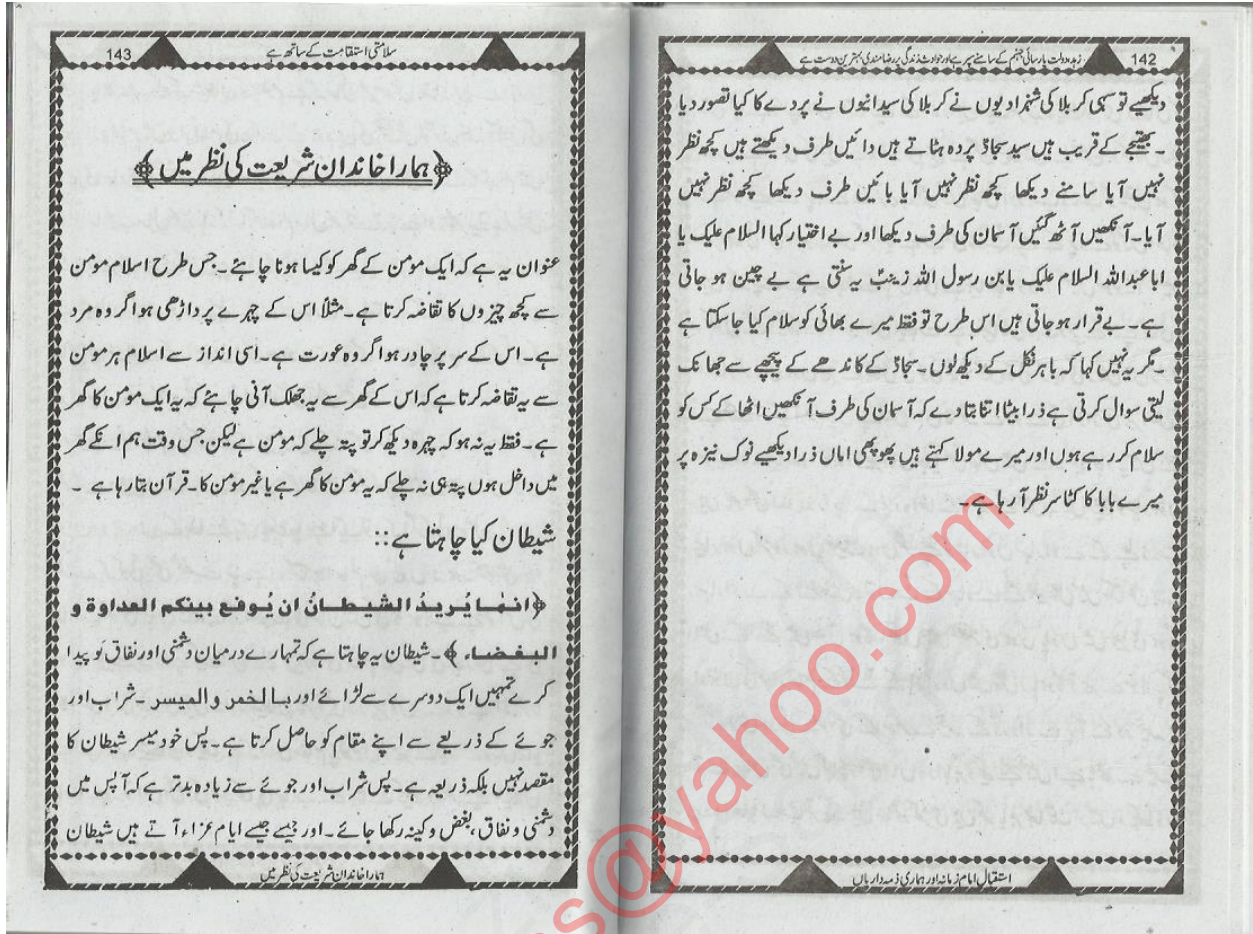 142
زہد دولت پارسائی جہنم کے سامنے سپر ہے اور حوادث زندگی پر رضامندی بہترین دوست ہے
دیکھیے تو سہی کربلا کی شہزادیوں نے کربلا کی سیدانیوں نے پردے کا کیا تصور دیا
۔ بھتیجے کے قریب ہیں سید سجادؑ پردہ ہٹاتے ہیں دائیں طرف دیکھتے ہیں کچھ نظر
نہیں آیا سامنے دیکھا کچھ نظر نہیں آیا بائیں طرف دیکھا کچھ نظر نہیں
آیا۔ آنکھیں اُٹھ گئیں آسمان کی طرف دیکھا اور بے اختیار کہا السلام علیک یا
ابا عبداللہ السلام علیک یابن رسول اللہ زینبؑ یہ سنتی ہے بے چین ہو جاتی
ہے۔ بے قرار ہو جاتی ہیں اس طرح تو فقط میرے بھائی کو سلام کیا جا سکتا ہے
۔ مگر یہ نہیں کہا کہ باہر نکل کے دیکھ لوں۔ سجادؑ کے کاندھے کے پیچھے سے جھانک
لیتی سوال کرتی ہے ذرا بیٹا اتنا بتا دے کہ آسمان کی طرف آنکھیں اٹھا کے کس کو
سلام کر رہے ہوں اور میرے مولا کہتے ہیں پھوپھی اماں ذرا دیکھیے نوک نیزہ پر
میرے بابا کا کٹا سر نظر آ رہا ہے۔
استقبال امام زمانہ اور ہماری ذمہ داریاں
143
سلامتی استقامت کے ساتھ ہے
﴿ہمارا خاندان شریعت کی نظر میں﴾
عنوان یہ ہے کہ ایک مومن کے گھر کو کیسا ہونا چاہئے۔ جس طرح اسلام مومن
سے کچھ چیزوں کا تقاضہ کرتا ہے۔ مثلاً اس کے چہرے پر داڑھی ہو اگر وہ مرد
ہے۔ اس کے سر پر چادر ہو اگر وہ عورت ہے۔ اسی انداز سے اسلام ہر مومن
سے یہ تقاضہ کرتا ہے کہ اس کے گھر سے یہ جھلک آنی چاہئے کہ یہ ایک مومن کا گھر
ہے۔ فقط یہ نہ ہو کہ چہرہ دیکھ کر تو پتہ چلے کہ مومن ہے لیکن جس وقت ہم انکے گھر
میں داخل ہوں پتہ ہی نہ چلے کہ یہ مومن کا گھر ہے یا غیر مومن کا۔ قرآن بتا رہا ہے ۔
شیطان کیا چاہتا ہے::
﴿انمٰا یُریدُ الشیطانُ ان یُوقع بینکم العداوۃ و
البغضاء ﴾۔ شیطان یہ چاہتا ہے کہ تمہارے درمیان دشمنی اور نفاق کو پیدا
کرے تمہیں ایک دوسرے سے لڑائے اور بالخمر والمیسر ۔ شراب اور
جوئے کے ذریعے سے اپنے مقام کو حاصل کرتا ہے۔ پس خود میسر شیطان کا
مقصد نہیں بلکہ ذریعہ ہے۔ پس شراب اور جوئے سے زیادہ بدتر ہے کہ آپس میں
دشمنی و نفاق، بغض و کینہ رکھا جائے۔ اور جیسے جیسے ایام عزاء آتے ہیں شیطان
ہمارا خاندان شریعت کی نظر میں
s@yahoo.com